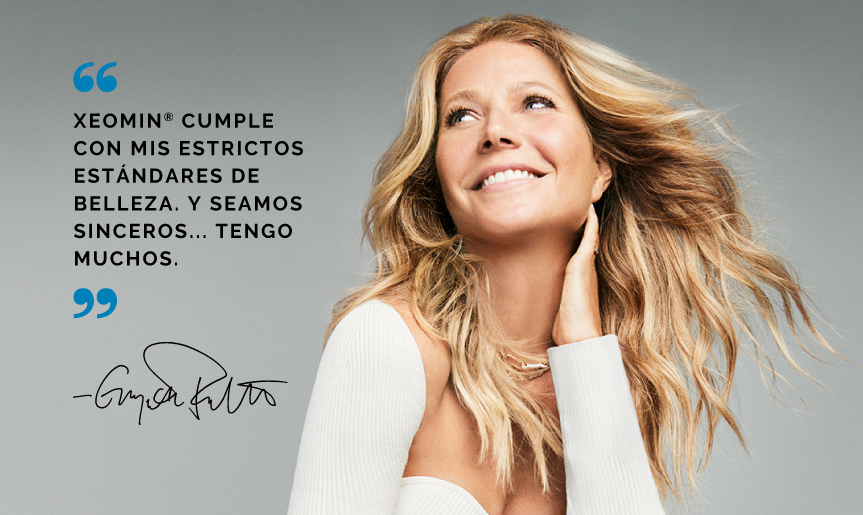 “
XEOMIN® CUMPLE
CON MIS ESTRICTOS
ESTÁNDARES DE
BELLEZA. Y SEAMOS
SINCEROS... TENGO
MUCHOS.
”